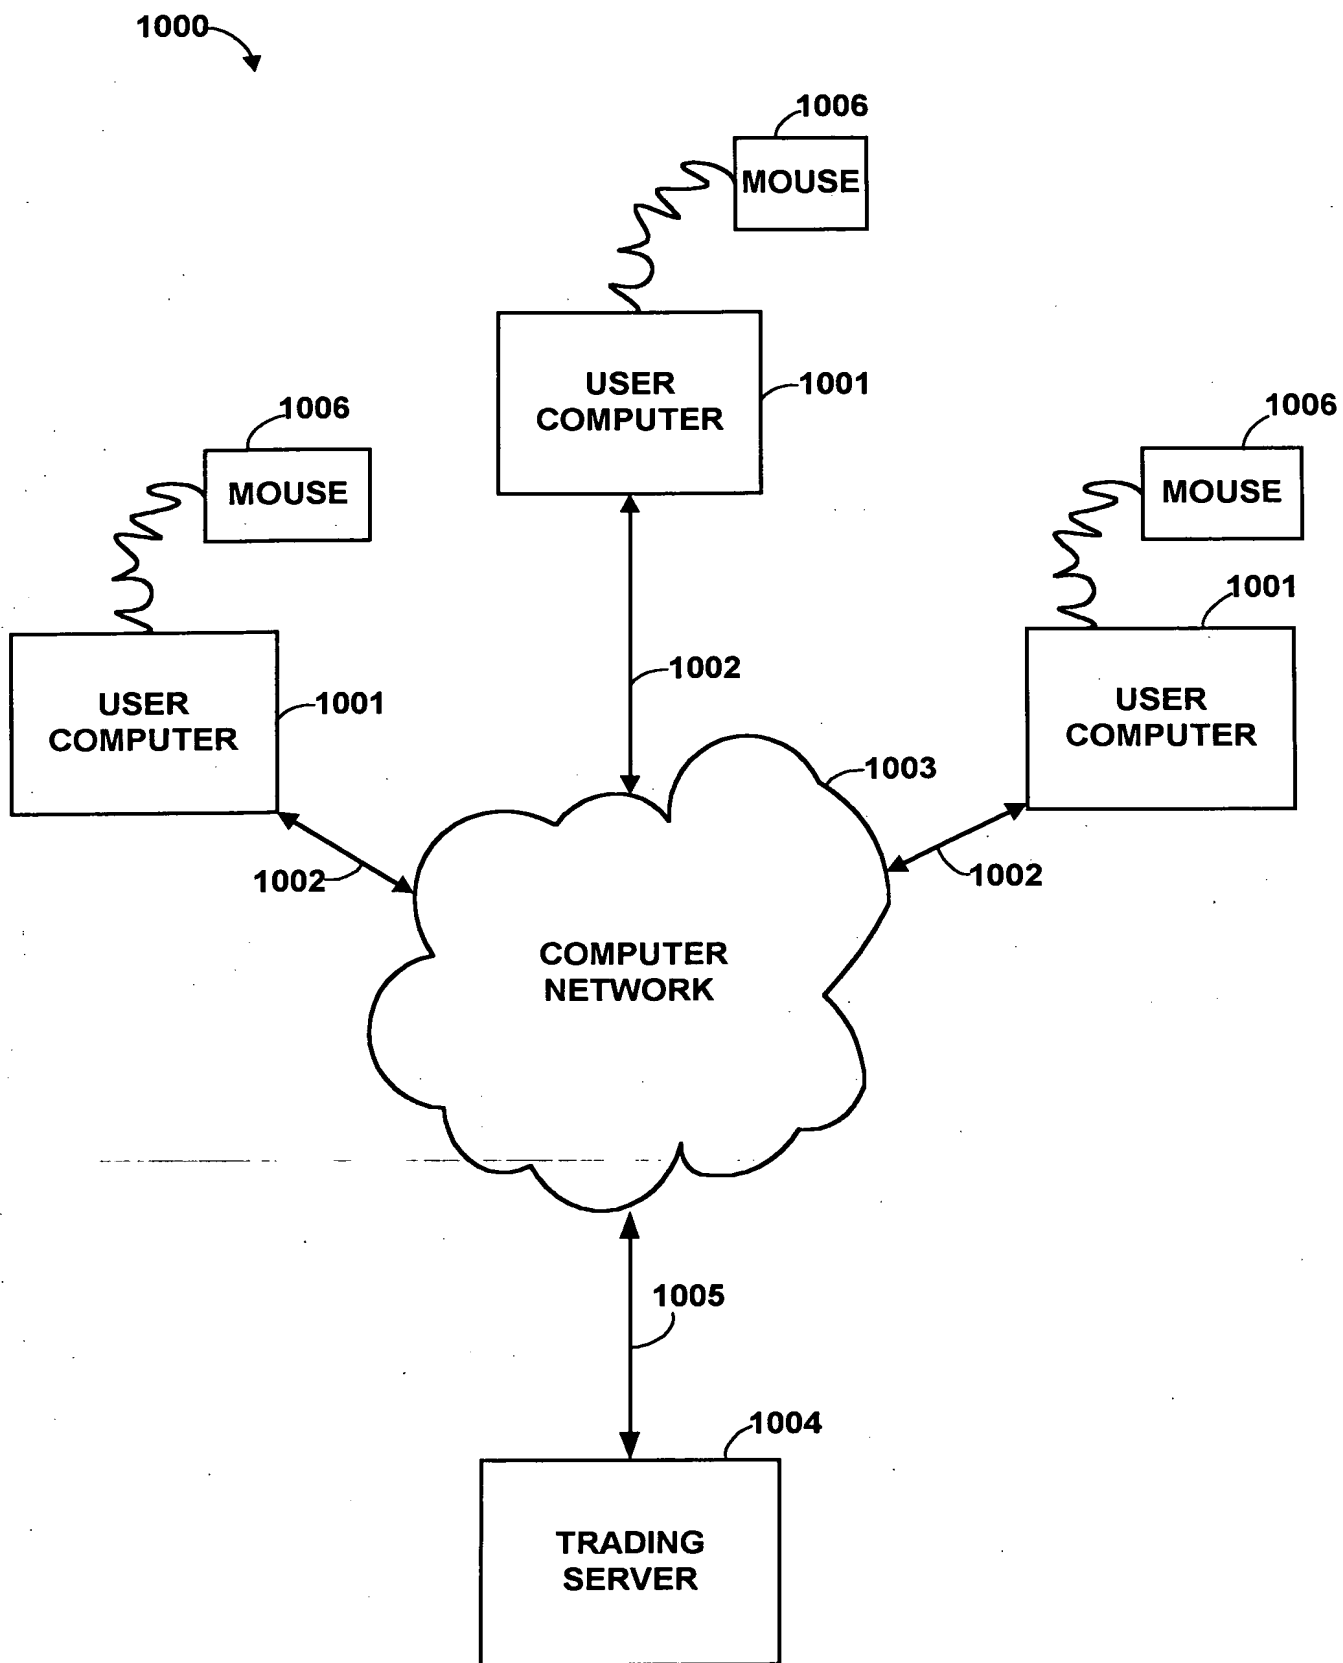 1000
1006
MOUSE
USER
COMPUTER
1001
1006
MOUSE
1006
MOUSE
USER
COMPUTER
1001
1002
1001
USER
COMPUTER
1003
1002
1002
COMPUTER
NETWORK
1005
1004
TRADING
SERVER